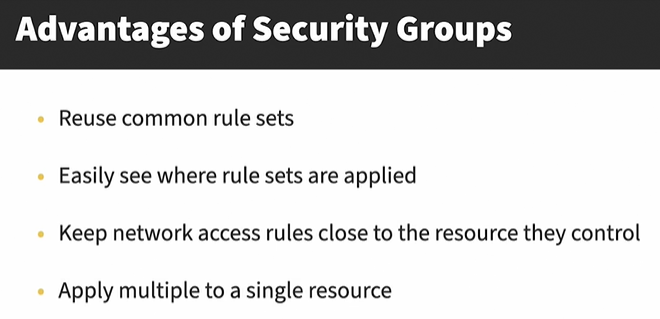 Advantages of Security Groups
• Reuse common rule sets
• Easily see where rule sets are applied
• Keep network access rules close to the resource they control
• Apply multiple to a single resource